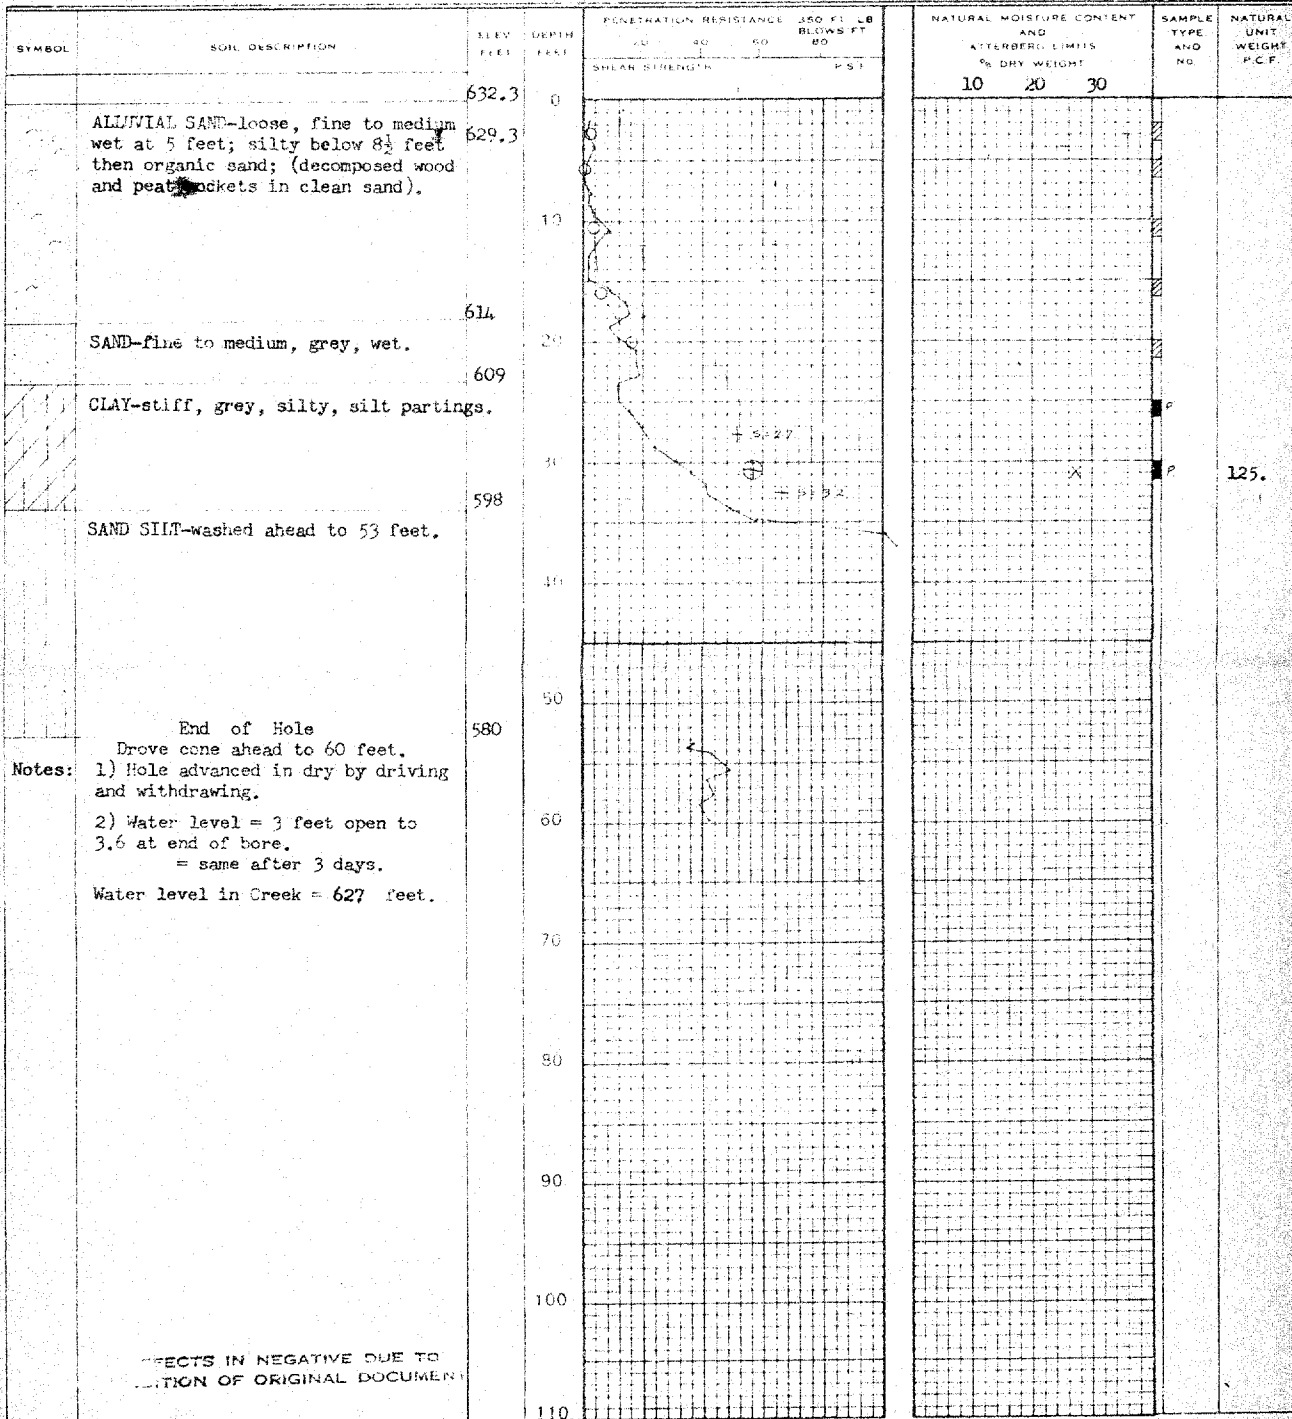 SYMBOL
SOIL DESCRIPTION
ELEV FEET
DEPTH FEET
PENETRATION RESISTANCE 350 FT LB
BLOWS FT
20 40 60 80
SHEAR STRENGTH P S F
NATURAL MOISTURE CONTENT
AND
ATTERBERG LIMITS
% DRY WEIGHT
10 20 30
SAMPLE TYPE AND NO.
NATURAL UNIT WEIGHT P.C.F.
632.3
0
ALLUVIAL SAND-loose, fine to medium
629.3
wet at 5 feet; silty below 8½ feet
then organic sand; (decomposed wood
and peat pockets in clean sand).
10
614
SAND-fine to medium, grey, wet.
20
609
CLAY-stiff, grey, silty, silt partings.
P
+ S=27
30
P
125.
598
SAND SILT-washed ahead to 53 feet.
40
50
End of Hole
580
Drove cone ahead to 60 feet.
Notes: 1) Hole advanced in dry by driving
and withdrawing.
2) Water level = 3 feet open to
3.6 at end of bore.
= same after 3 days.
60
Water level in Creek = 627 feet.
70
80
90
100
110
IN NEGATIVE DUE TO
OF ORIGINAL DOCUMENT